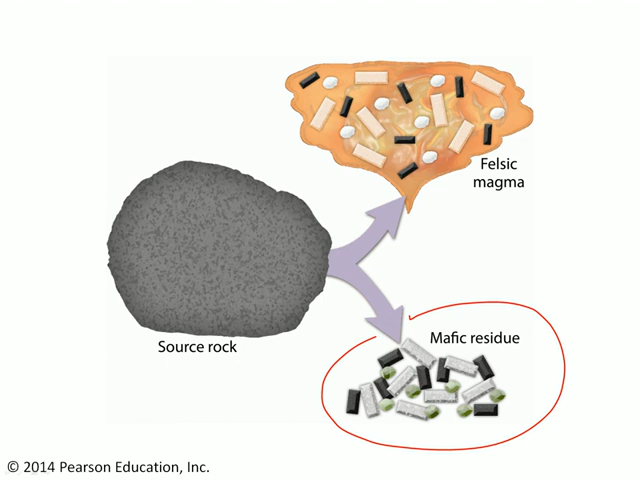 Felsic
magma
Source rock
Mafic residue
© 2014 Pearson Education, Inc.